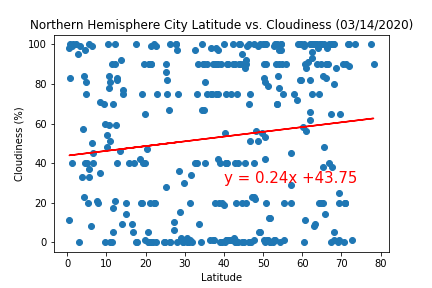 Northern Hemisphere City Latitude vs. Cloudiness (03/14/2020)
100
80
60
40
20
0
Cloudiness (%)
y = 0.24x +43.75
0 10 20 30 40 50 60 70 80
Latitude